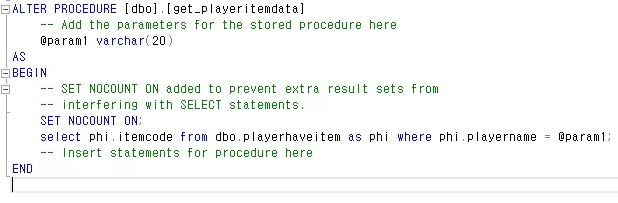 ALTER PROCEDURE [dbo].[get_playeritemdata]
-- Add the parameters for the stored procedure here
@param1 varchar(20)
AS
BEGIN
-- SET NOCOUNT ON added to prevent extra result sets from
-- interfering with SELECT statements.
SET NOCOUNT ON;
select phi.itemcode from dbo.playerhaveitem as phi where phi.playername = @param1;
-- Insert statements for procedure here
END